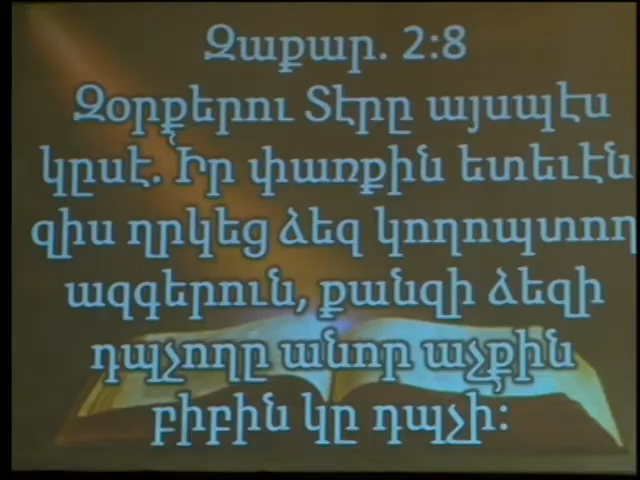 Զաքար. 2:8
Զօրքերու Տէրը այսպէս
կըսէ. Իր փառքին ետեւէն
զիս ղրկեց ձեզ կողոպտող
ազգերուն, քանզի ձեզի
դպչողը անոր աչքին
բիբին կը դպչի: